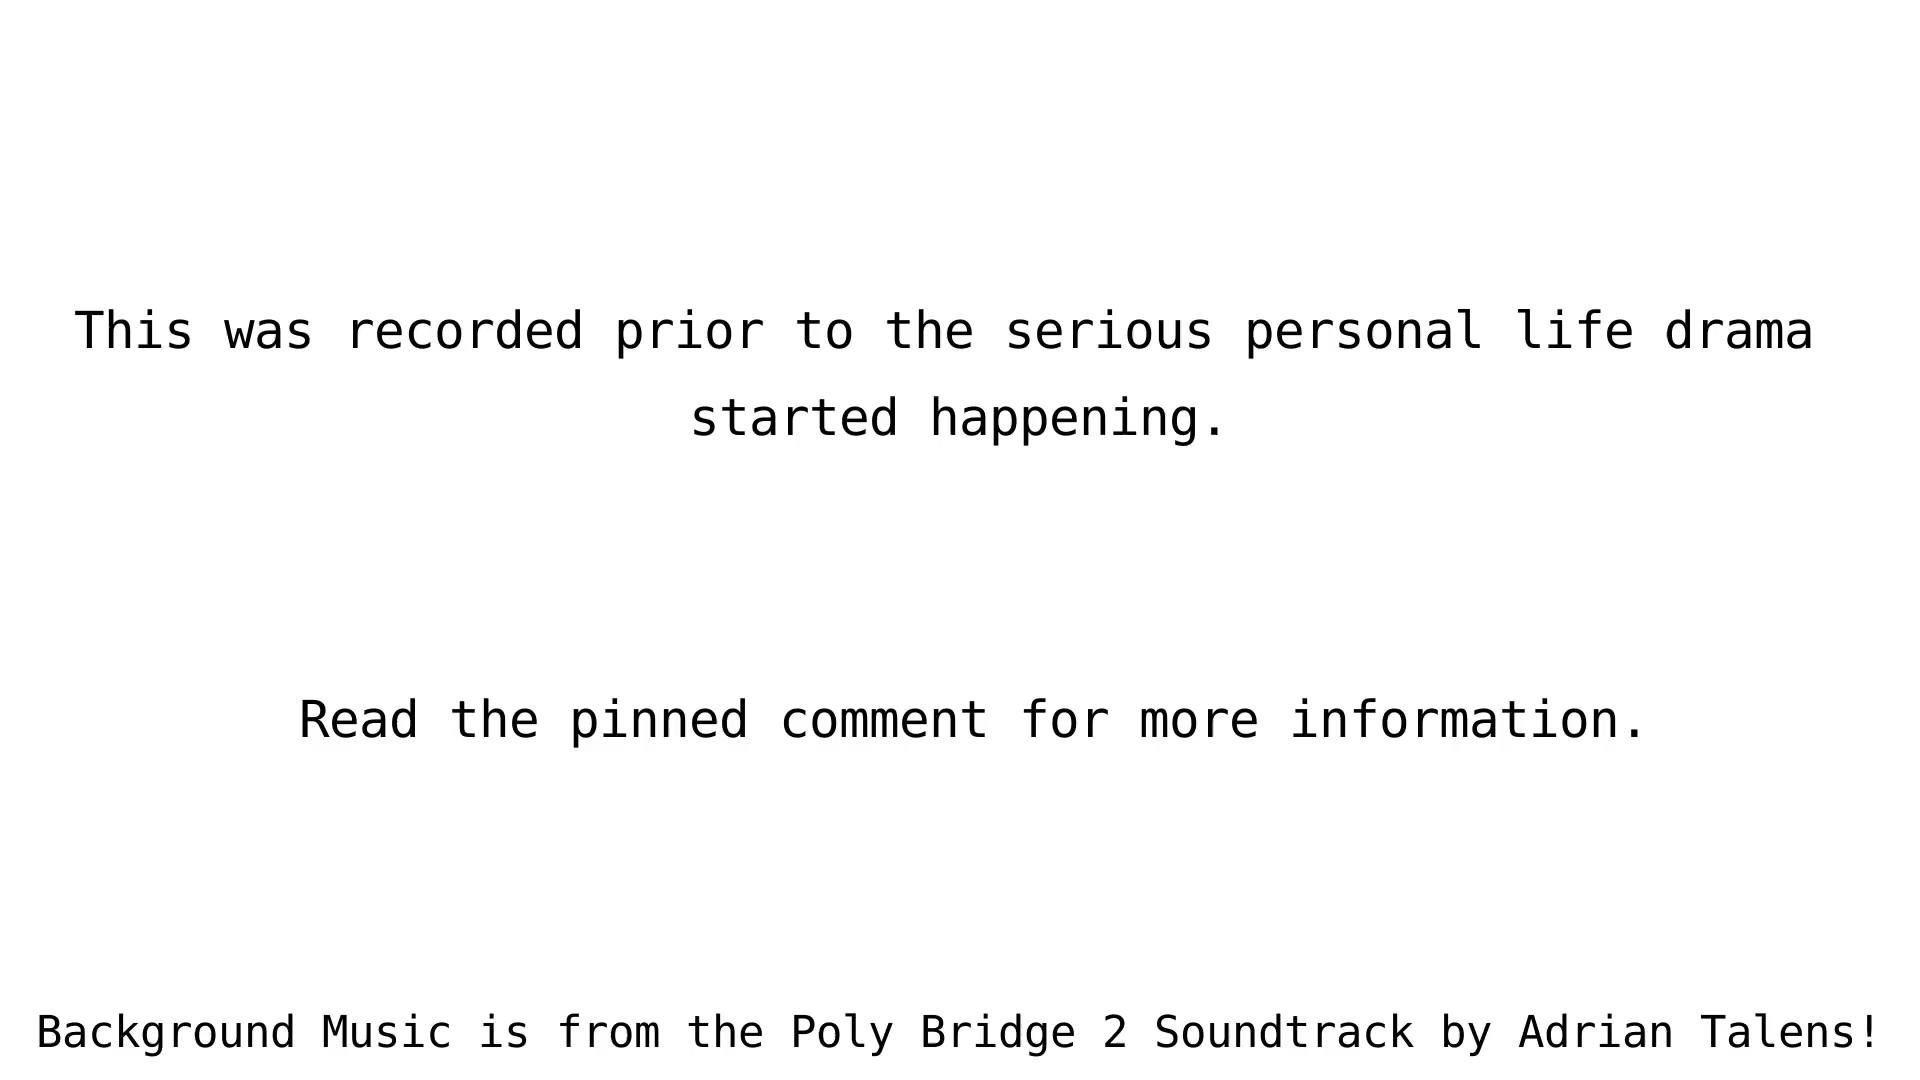 This was recorded prior to the serious personal life drama
started happening.
Read the pinned comment for more information.
Background Music is from the Poly Bridge 2 Soundtrack by Adrian Talens!